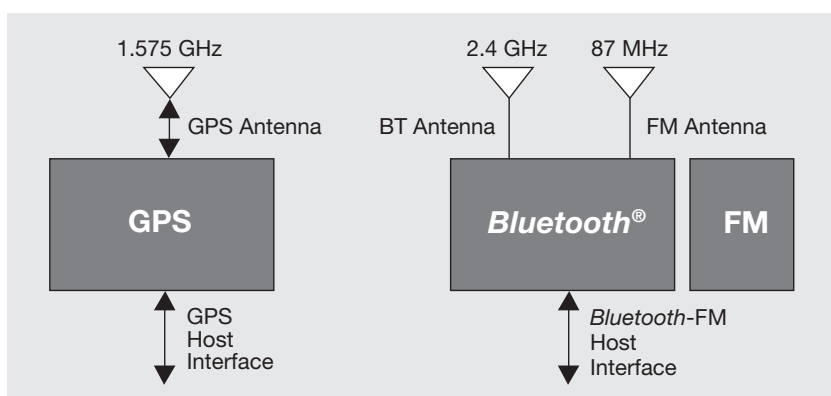 1.575 GHz
2.4 GHz
87 MHz
GPS Antenna
BT Antenna
FM Antenna
GPS
Bluetooth®
FM
GPS
Host
Interface
Bluetooth-FM
Host
Interface